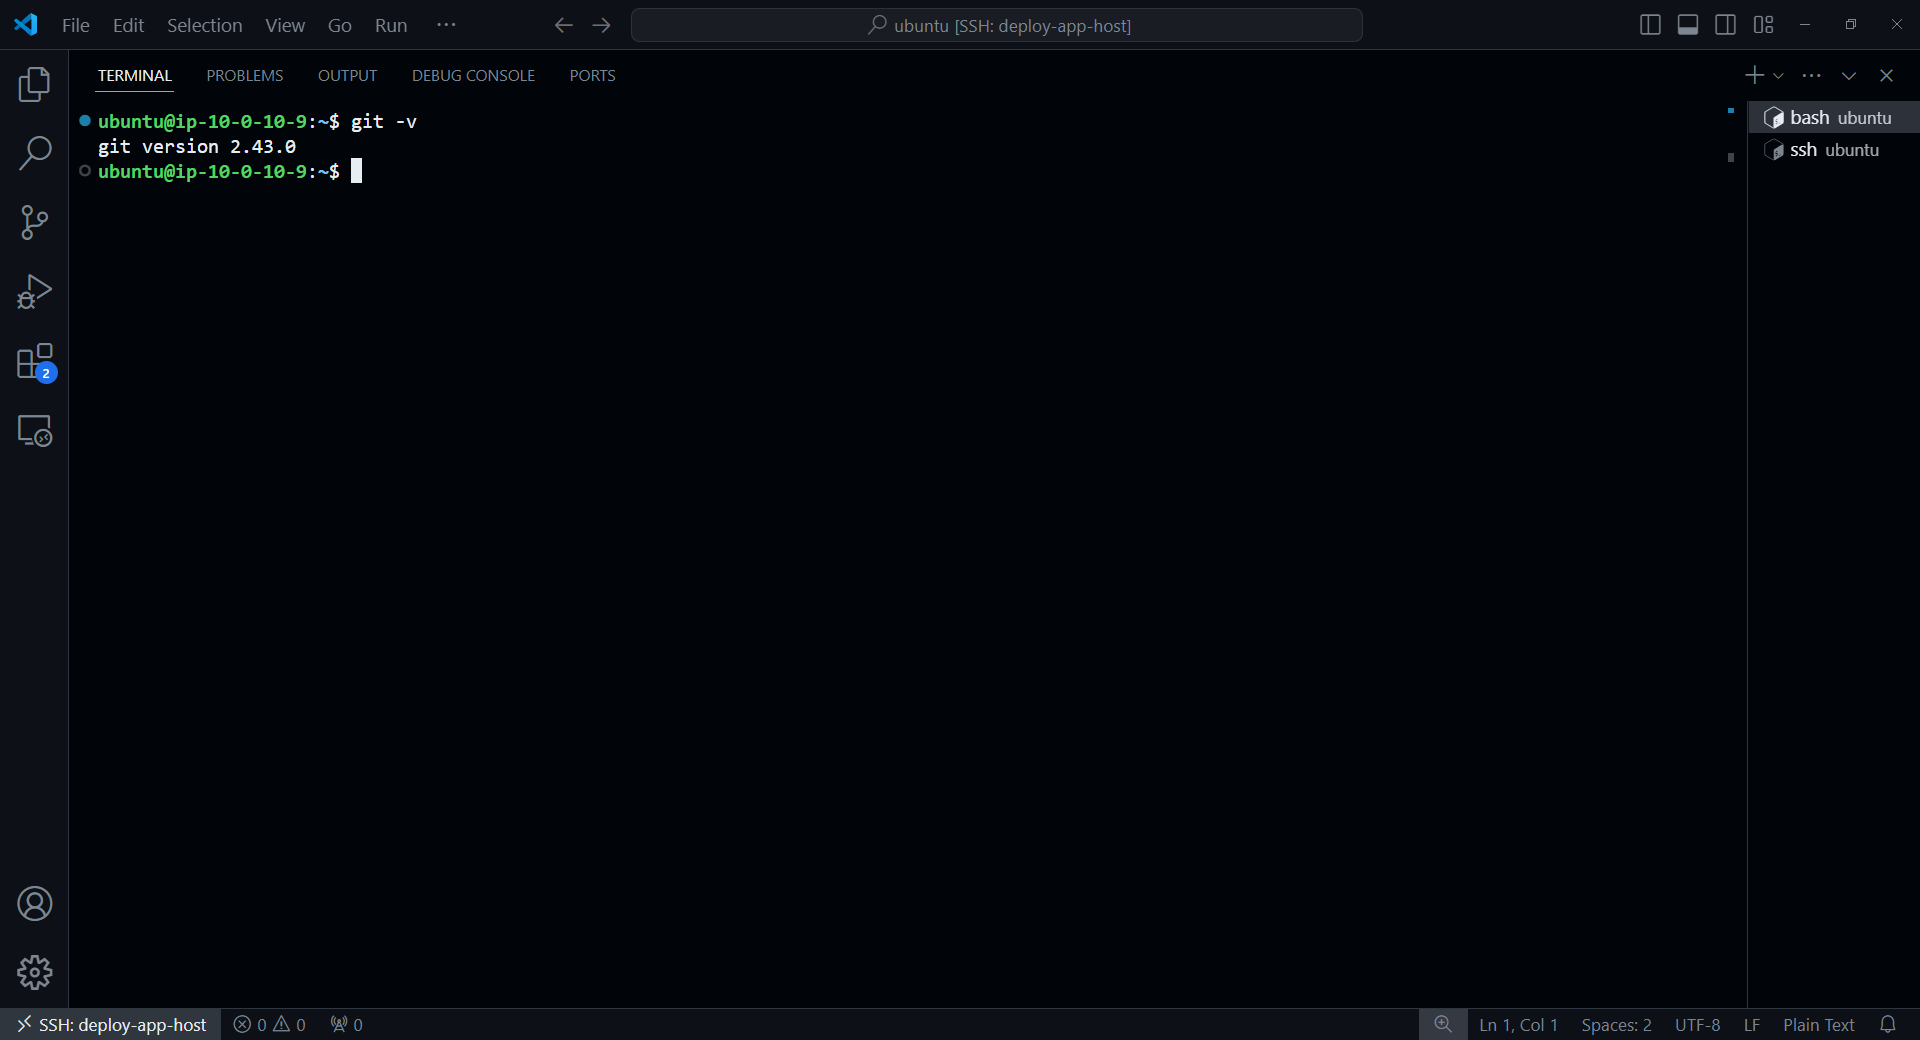 File Edit Selection View Go Run ··· ubuntu [SSH: deploy-app-host]
TERMINAL PROBLEMS OUTPUT DEBUG CONSOLE PORTS
ubuntu@ip-10-0-10-9:~$ git -v
git version 2.43.0
ubuntu@ip-10-0-10-9:~$
bash ubuntu
ssh ubuntu
2
SSH: deploy-app-host 0 0 0 Ln 1, Col 1 Spaces: 2 UTF-8 LF Plain Text